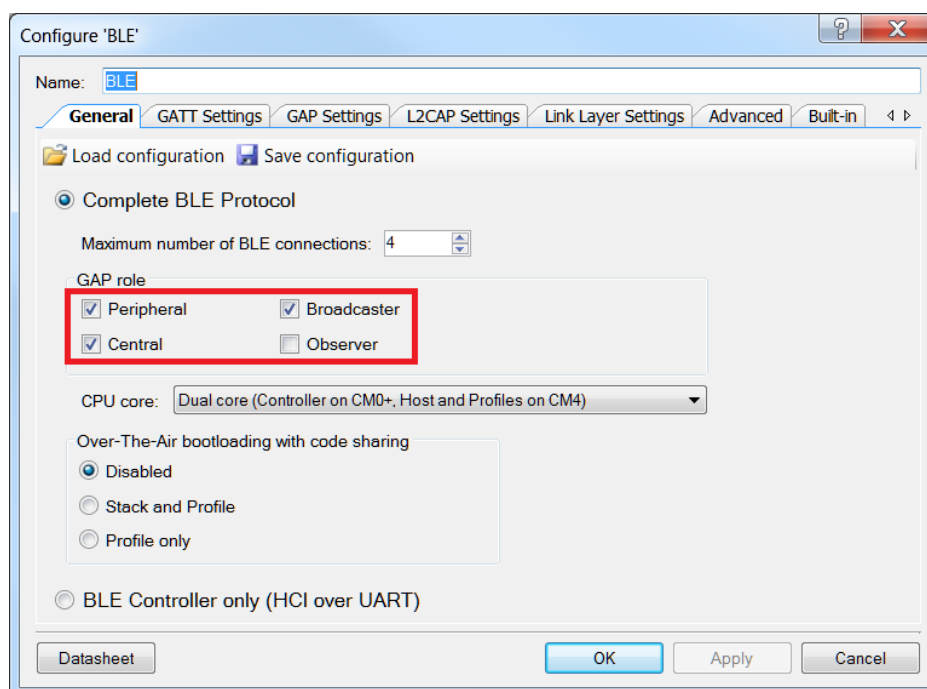 Configure 'BLE'
Name: BLE
General GATT Settings GAP Settings L2CAP Settings Link Layer Settings Advanced Built-in
Load configuration Save configuration
Complete BLE Protocol
Maximum number of BLE connections: 4
GAP role
Peripheral Broadcaster
Central Observer
CPU core: Dual core (Controller on CM0+, Host and Profiles on CM4)
Over-The-Air bootloading with code sharing
Disabled
Stack and Profile
Profile only
BLE Controller only (HCI over UART)
Datasheet OK Apply Cancel